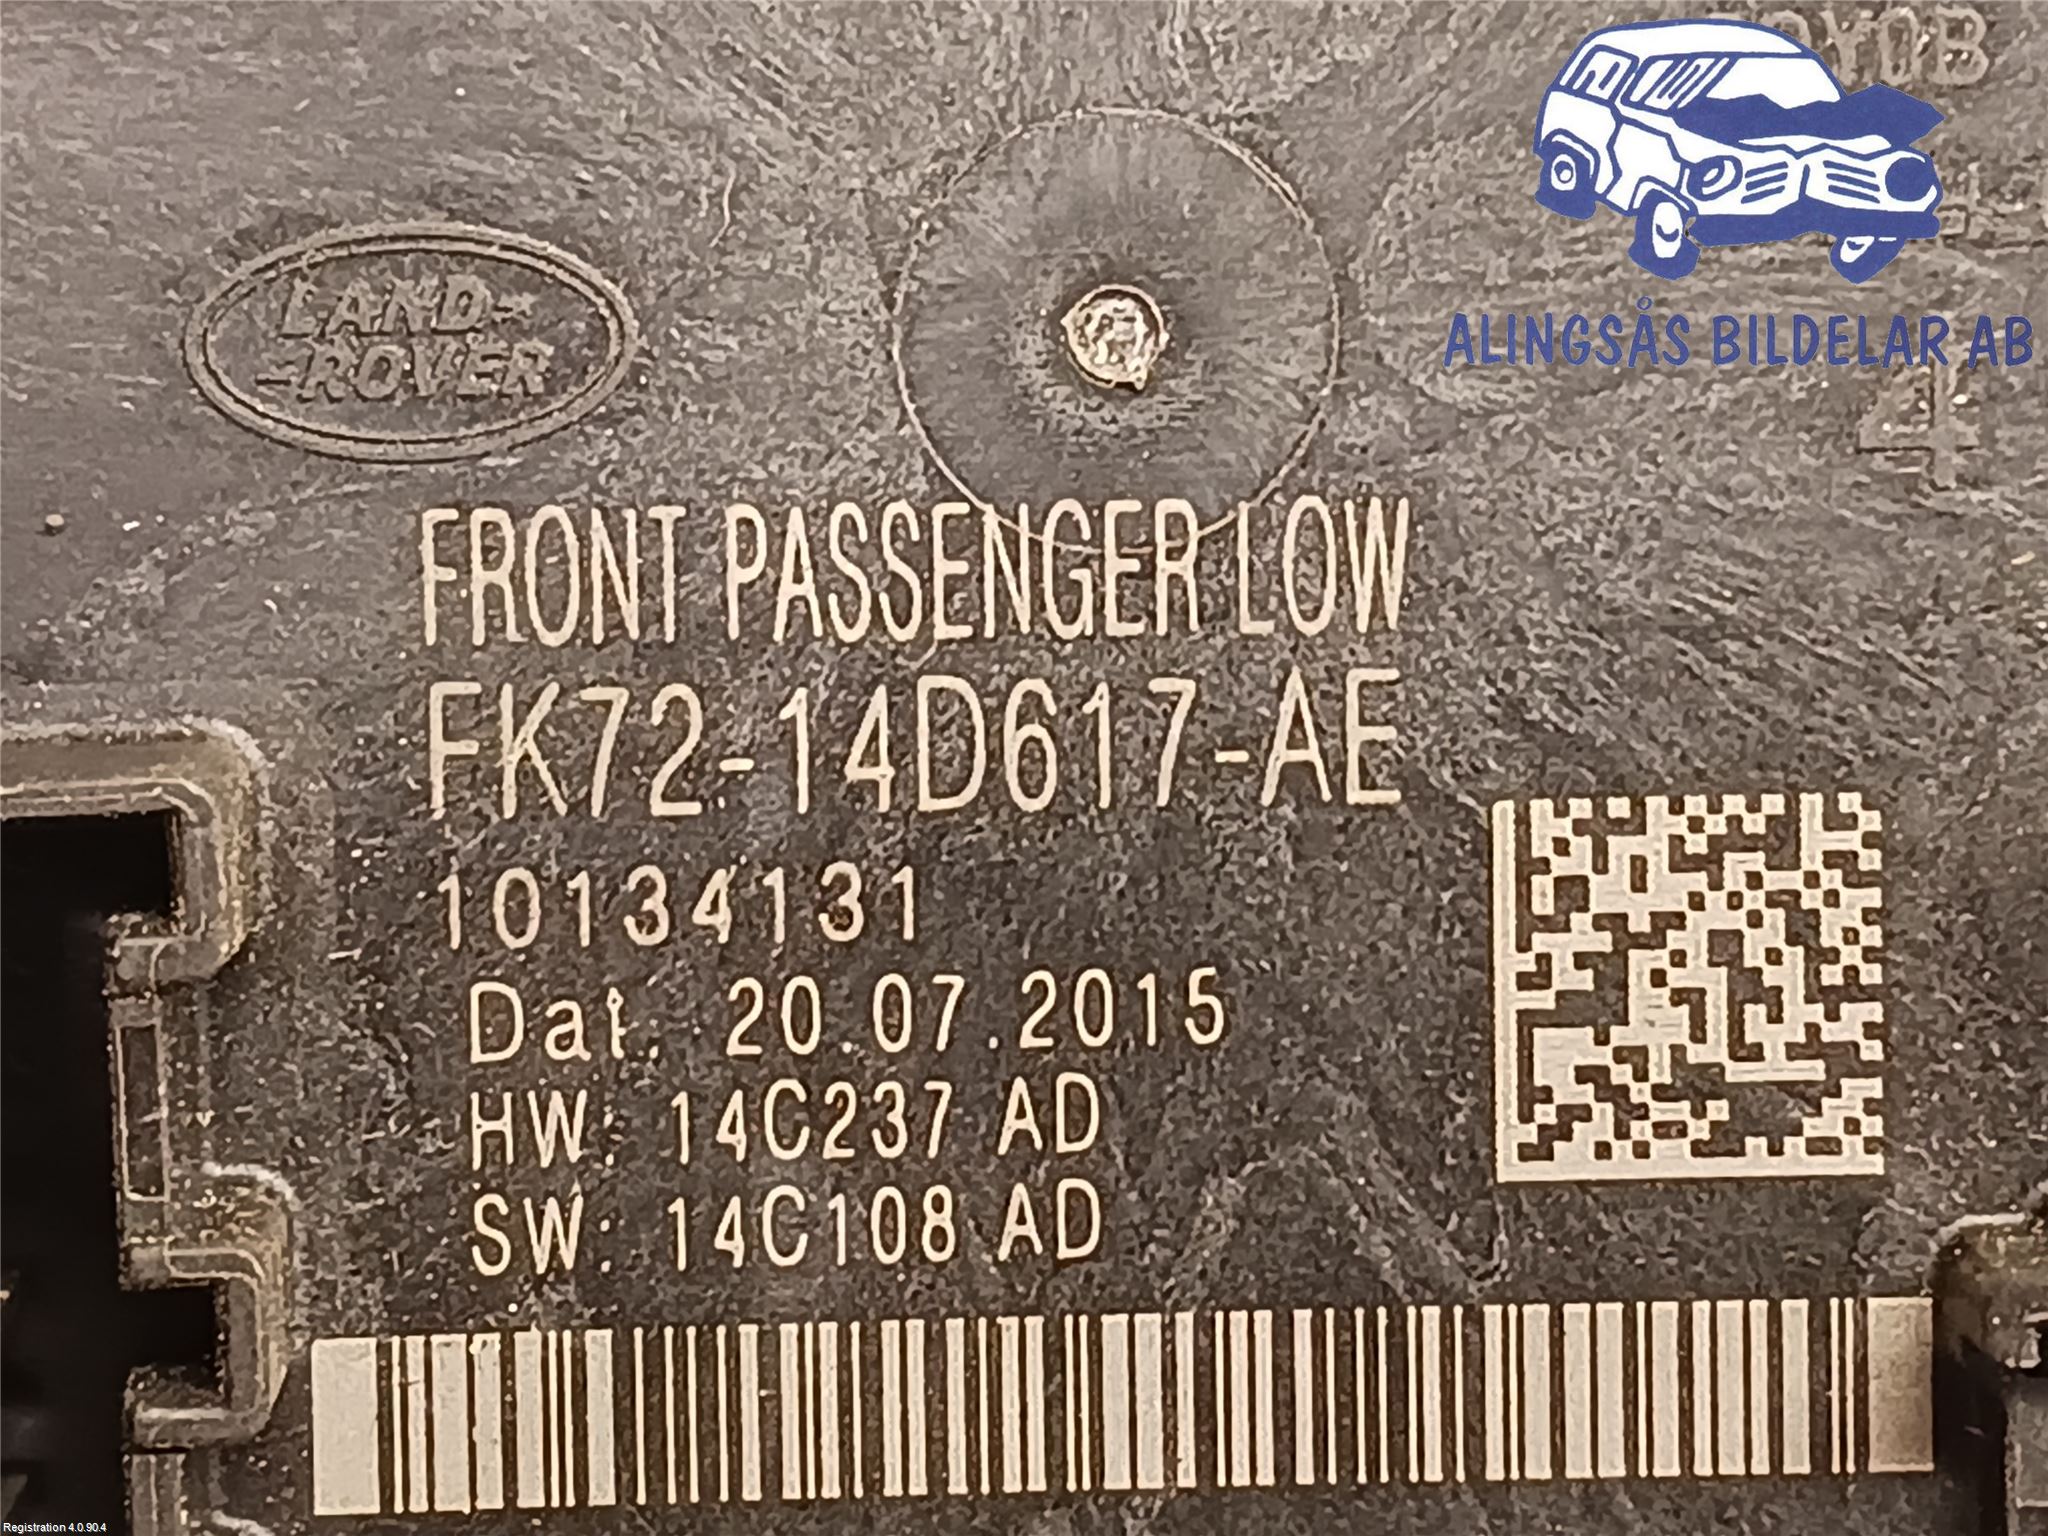 LAND-
-ROVER
ALINGSÅS BILDELAR AB
4
FRONT PASSENGER LOW
FK72-14D617-AE
10134131
Dat. 20.07.2015
HW: 14C237 AD
SW: 14C108 AD
Registration 4.0.90.4